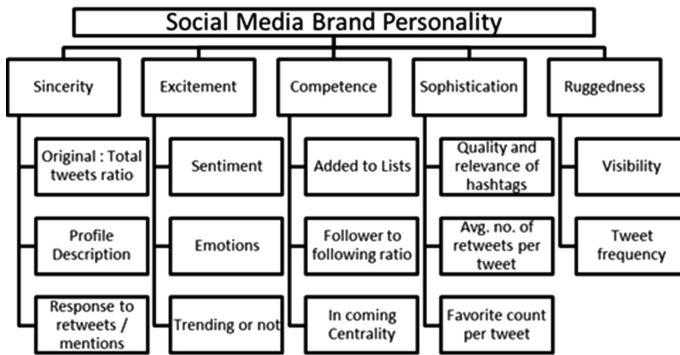 Social Media Brand Personality
Sincerity
Excitement
Competence
Sophistication
Ruggedness
Original : Total
tweets ratio
Sentiment
Added to Lists
Quality and
relevance of
hashtags
Visibility
Profile
Description
Emotions
Follower to
following ratio
Avg. no. of
retweets per
tweet
Tweet
frequency
Response to
retweets /
mentions
Trending or not
In coming
Centrality
Favorite count
per tweet